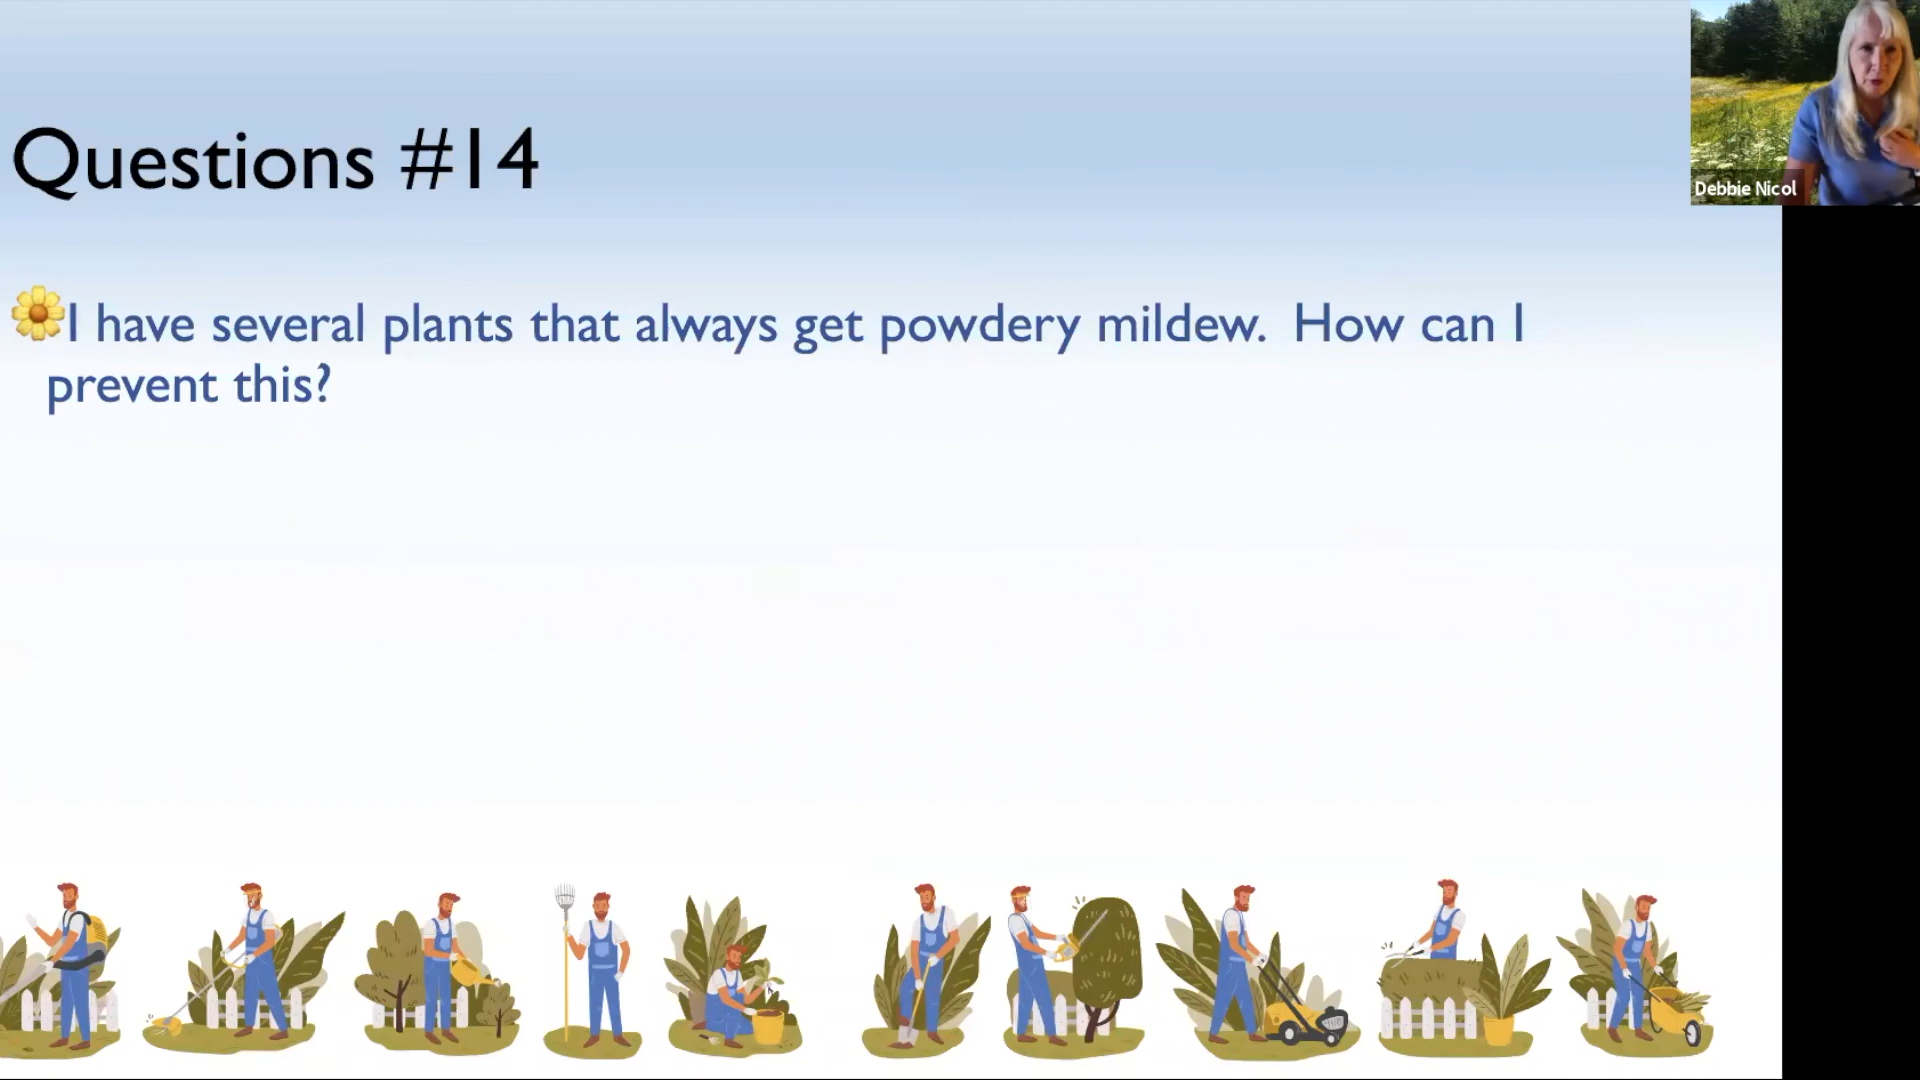 Questions #14
I have several plants that always get powdery mildew. How can I
prevent this?
Debbie Nicol